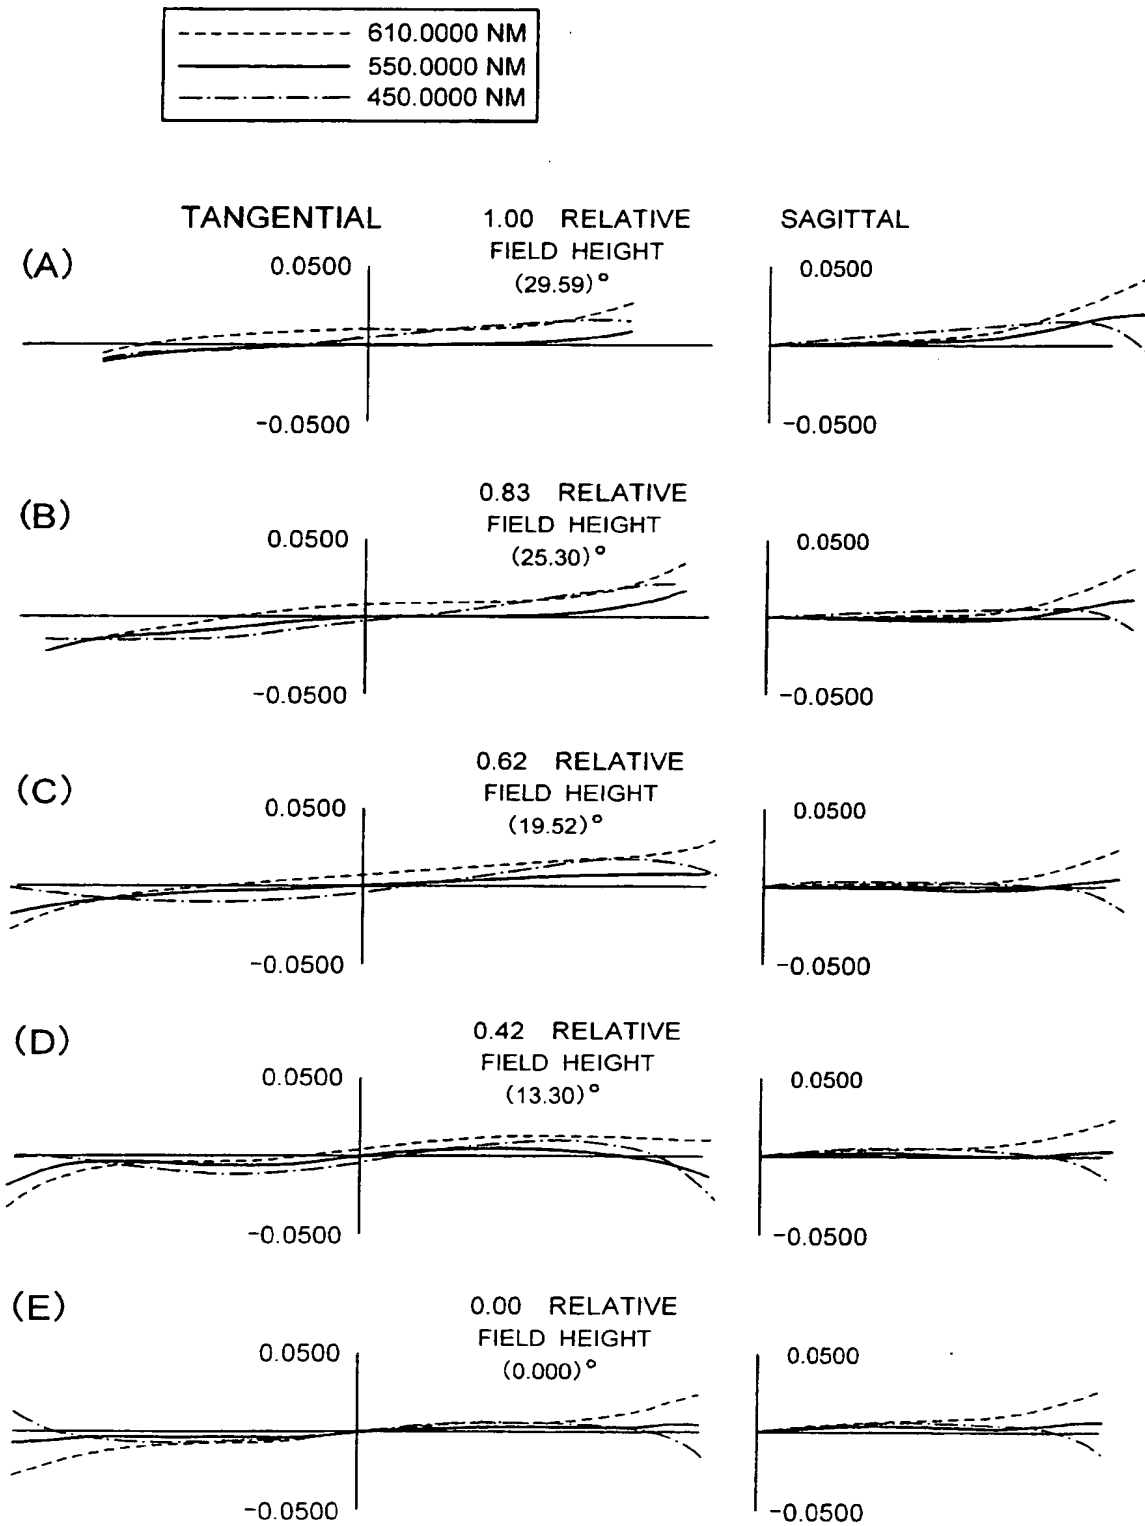 610.0000 NM
550.0000 NM
450.0000 NM
TANGENTIAL
1.00 RELATIVE
FIELD HEIGHT
(29.59)°
SAGITTAL
(A)
0.0500
0.0500
-0.0500
-0.0500
(B)
0.83 RELATIVE
FIELD HEIGHT
(25.30)°
0.0500
0.0500
-0.0500
-0.0500
(C)
0.62 RELATIVE
FIELD HEIGHT
(19.52)°
0.0500
0.0500
-0.0500
-0.0500
(D)
0.42 RELATIVE
FIELD HEIGHT
(13.30)°
0.0500
0.0500
-0.0500
-0.0500
(E)
0.00 RELATIVE
FIELD HEIGHT
(0.000)°
0.0500
0.0500
-0.0500
-0.0500